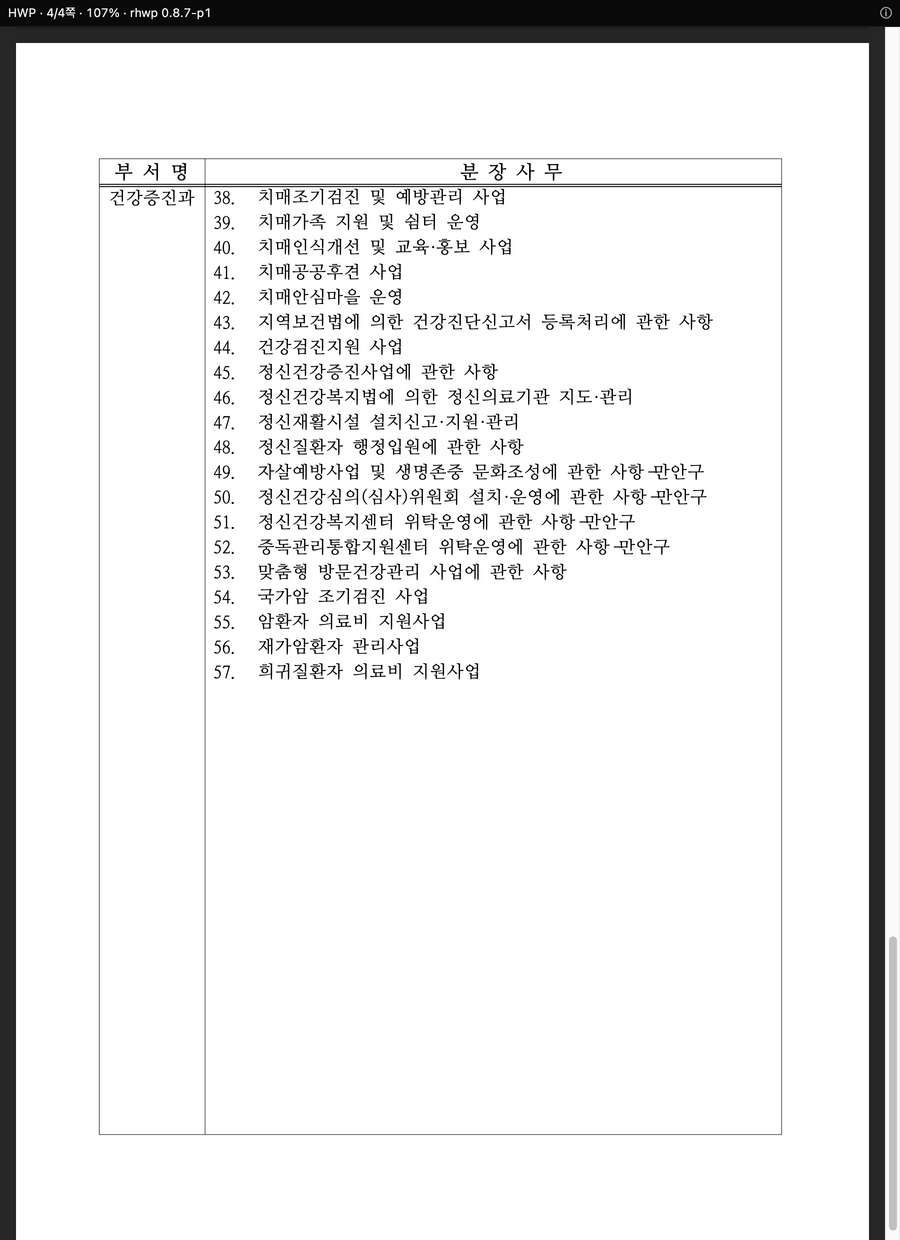 HWP · 4/4쪽 · 107% · rhwp 0.8.7-p1
부 서 명 분 장 사 무
건강증진과 38. 치매조기검진 및 예방관리 사업
39. 치매가족 지원 및 쉼터 운영
40. 치매인식개선 및 교육·홍보 사업
41. 치매공공후견 사업
42. 치매안심마을 운영
43. 지역보건법에 의한 건강진단신고서 등록처리에 관한 사항
44. 건강검진지원 사업
45. 정신건강증진사업에 관한 사항
46. 정신건강복지법에 의한 정신의료기관 지도·관리
47. 정신재활시설 설치신고·지원·관리
48. 정신질환자 행정입원에 관한 사항
49. 자살예방사업 및 생명존중 문화조성에 관한 사항-만안구
50. 정신건강심의(심사)위원회 설치·운영에 관한 사항-만안구
51. 정신건강복지센터 위탁운영에 관한 사항-만안구
52. 중독관리통합지원센터 위탁운영에 관한 사항-만안구
53. 맞춤형 방문건강관리 사업에 관한 사항
54. 국가암 조기검진 사업
55. 암환자 의료비 지원사업
56. 재가암환자 관리사업
57. 희귀질환자 의료비 지원사업